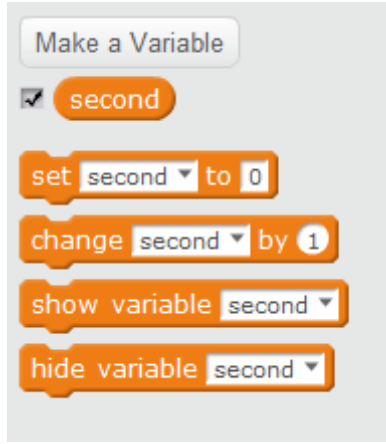 Make a Variable
second
set second to 0
change second by 1
show variable second
hide variable second